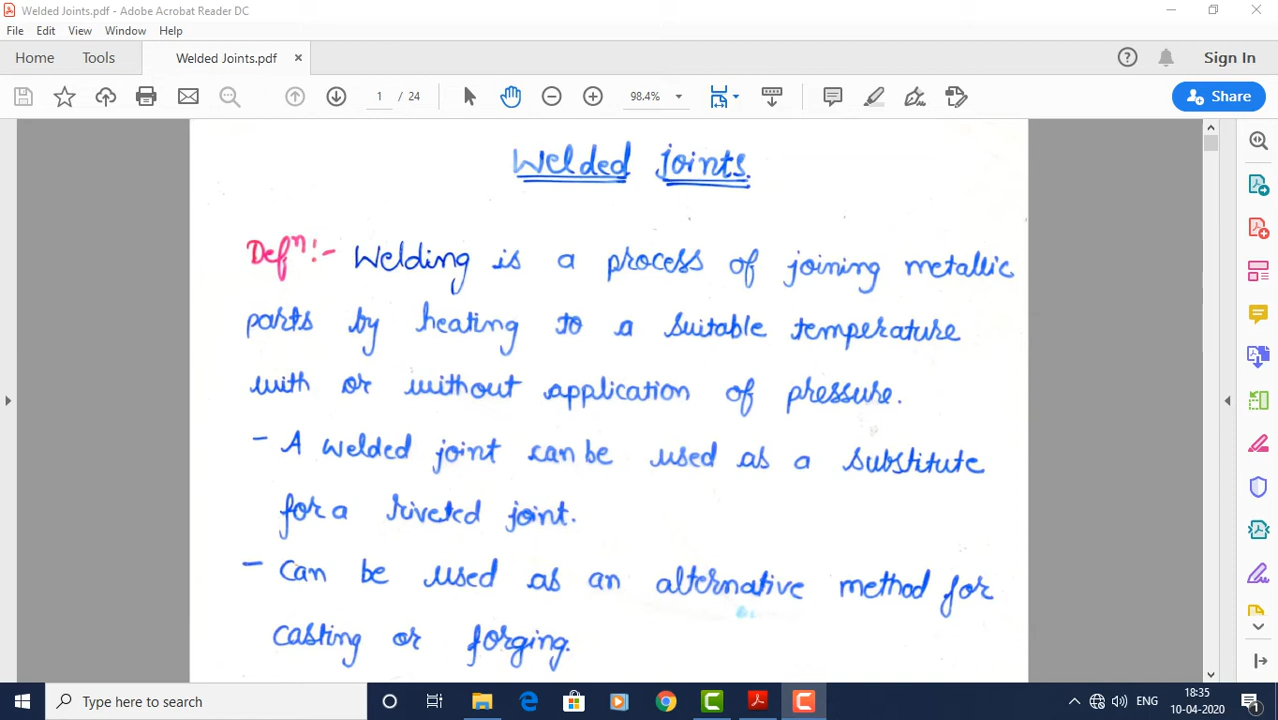 Welded Joints.pdf - Adobe Acrobat Reader DC
File Edit View Window Help
Home Tools Welded Joints.pdf × Sign In
1 / 24 98.4% Share
Welded joints.
Defn:- Welding is a process of joining metallic
parts by heating to a suitable temperature
with or without application of pressure.
- A welded joint can be used as a substitute
for a riveted joint.
- Can be used as an alternative method for
casting or forging.
Type here to search
ENG
18:35
10-04-2020
1